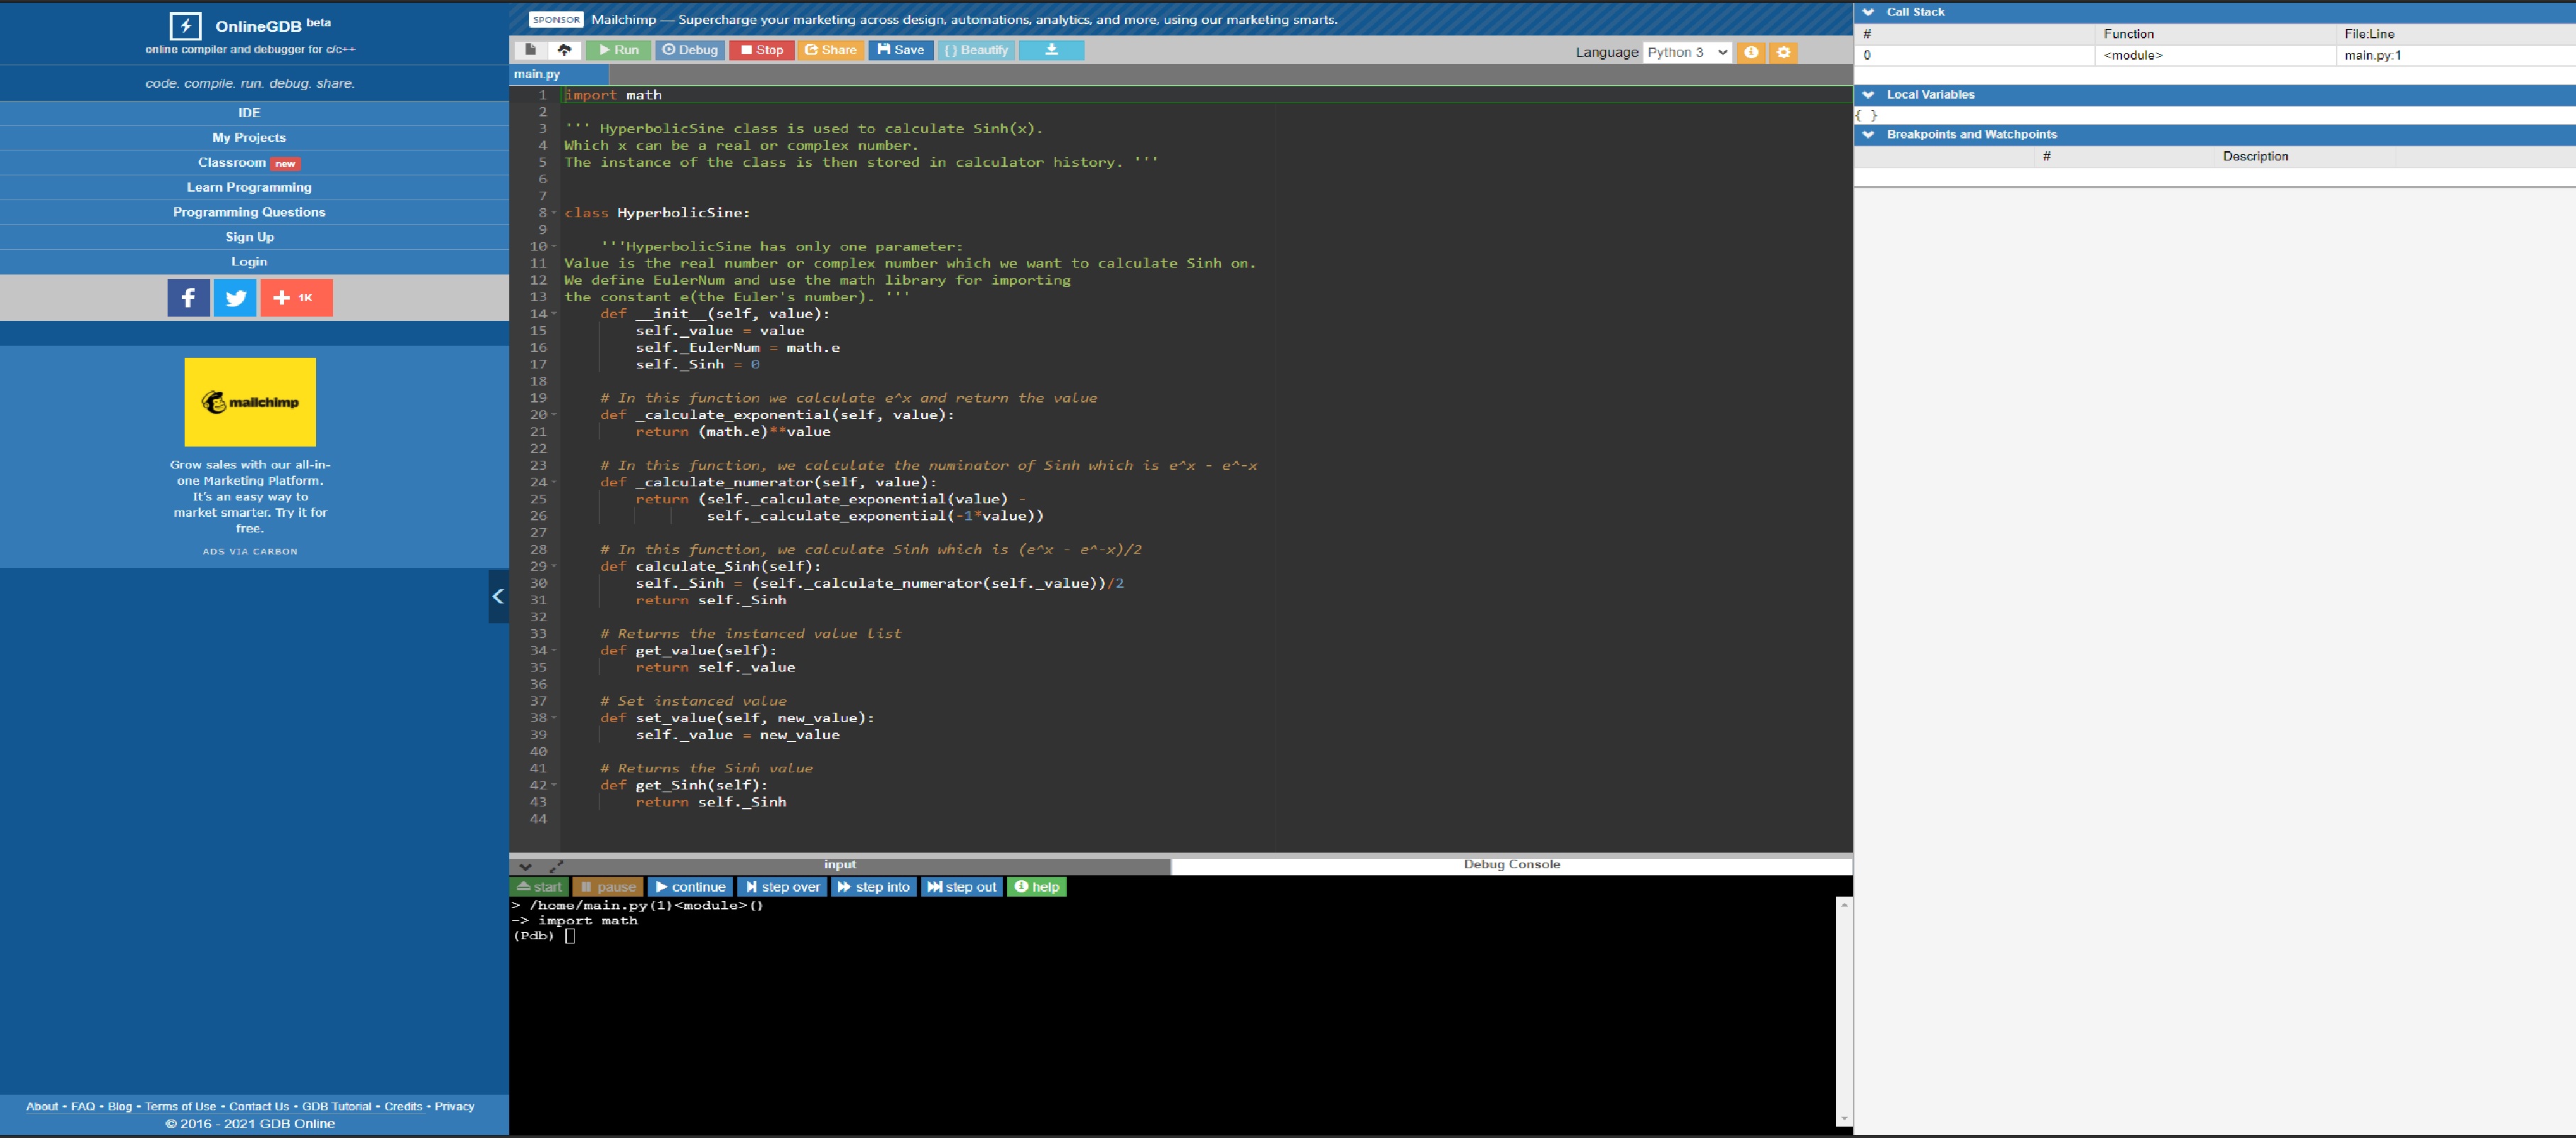 OnlineGDB beta
online compiler and debugger for c/c++
code. compile. run. debug. share.
IDE
My Projects
Classroom new
Learn Programming
Programming Questions
Sign Up
Login
1K
mailchimp
Grow sales with our all-in-
one Marketing Platform.
It's an easy way to
market smarter. Try it for
free.
ADS VIA CARBON
About • FAQ • Blog • Terms of Use • Contact Us • GDB Tutorial • Credits • Privacy
© 2016 - 2021 GDB Online
SPONSOR Mailchimp — Supercharge your marketing across design, automations, analytics, and more, using our marketing smarts.
Run Debug Stop Share Save { } Beautify Language Python 3
main.py
1 import math
2
3 ''' HyperbolicSine class is used to calculate Sinh(x).
4 Which x can be a real or complex number.
5 The instance of the class is then stored in calculator history. '''
6
7
8 class HyperbolicSine:
9
10 '''HyperbolicSine has only one parameter:
11 Value is the real number or complex number which we want to calculate Sinh on.
12 We define EulerNum and use the math library for importing
13 the constant e(the Euler's number). '''
14 def __init__(self, value):
15 self._value = value
16 self._EulerNum = math.e
17 self._Sinh = 0
18
19 # In this function we calculate e^x and return the value
20 def _calculate_exponential(self, value):
21 return (math.e)**value
22
23 # In this function, we calculate the numinator of Sinh which is e^x - e^-x
24 def _calculate_numerator(self, value):
25 return (self._calculate_exponential(value) -
26 self._calculate_exponential(-1*value))
27
28 # In this function, we calculate Sinh which is (e^x - e^-x)/2
29 def calculate_Sinh(self):
30 self._Sinh = (self._calculate_numerator(self._value))/2
31 return self._Sinh
32
33 # Returns the instanced value list
34 def get_value(self):
35 return self._value
36
37 # Set instanced value
38 def set_value(self, new_value):
39 self._value = new_value
40
41 # Returns the Sinh value
42 def get_Sinh(self):
43 return self._Sinh
44
input Debug Console
start pause continue step over step into step out help
> /home/main.py(1)<module>()
-> import math
(Pdb)
Call Stack
# Function File:Line
0 <module> main.py:1
Local Variables
{ }
Breakpoints and Watchpoints
# Description